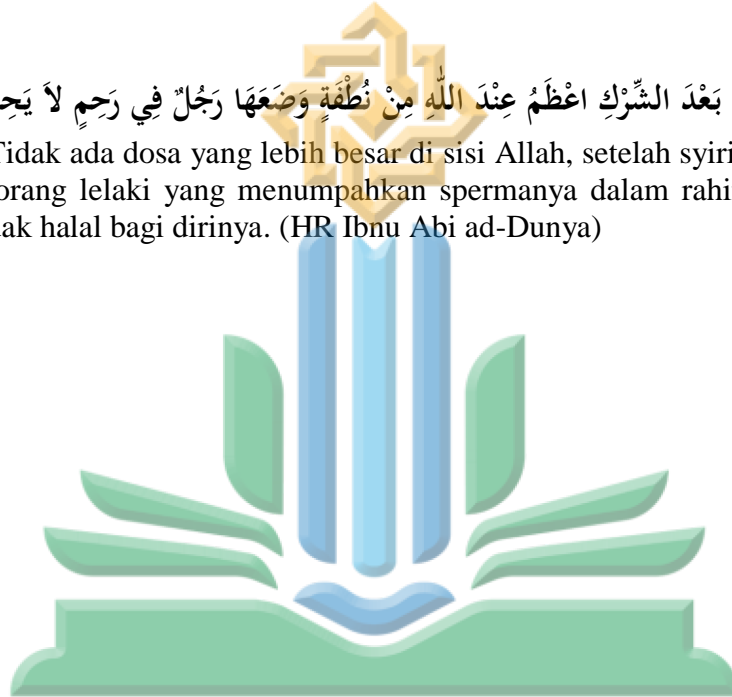 بَعْدَ الشِّرْكِ اعْظَمُ عِنْدَ اللّٰهِ مِنْ نُطْفَةٍ وَضَعَهَا رَجُلٌ فِي رَحِمٍ لاَ يَحِ
Tidak ada dosa yang lebih besar di sisi Allah, setelah syiri
orang lelaki yang menumpahkan spermanya dalam rahi
ak halal bagi dirinya. (HR Ibnu Abi ad-Dunya)